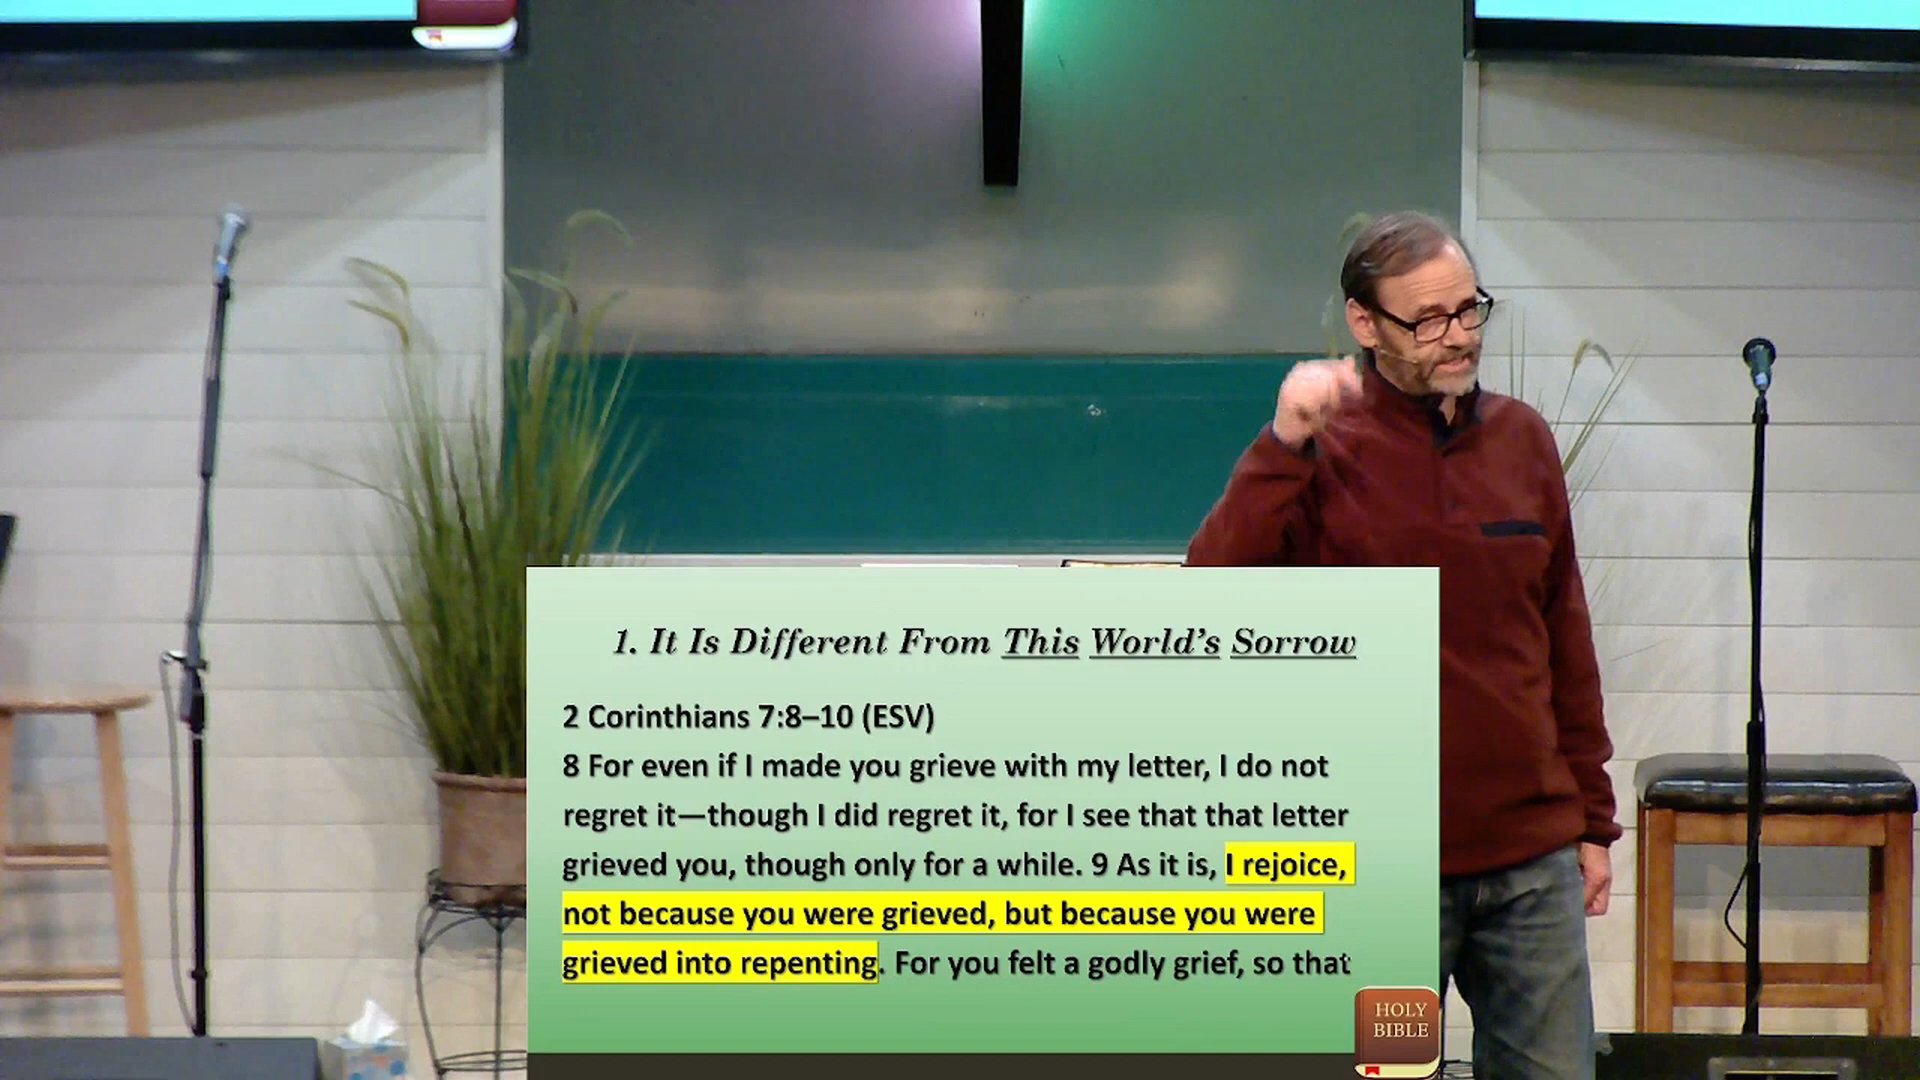 1. It Is Different From This World's Sorrow
2 Corinthians 7:8–10 (ESV)
8 For even if I made you grieve with my letter, I do not
regret it—though I did regret it, for I see that that letter
grieved you, though only for a while. 9 As it is, I rejoice,
not because you were grieved, but because you were
grieved into repenting. For you felt a godly grief, so that
HOLY
BIBLE